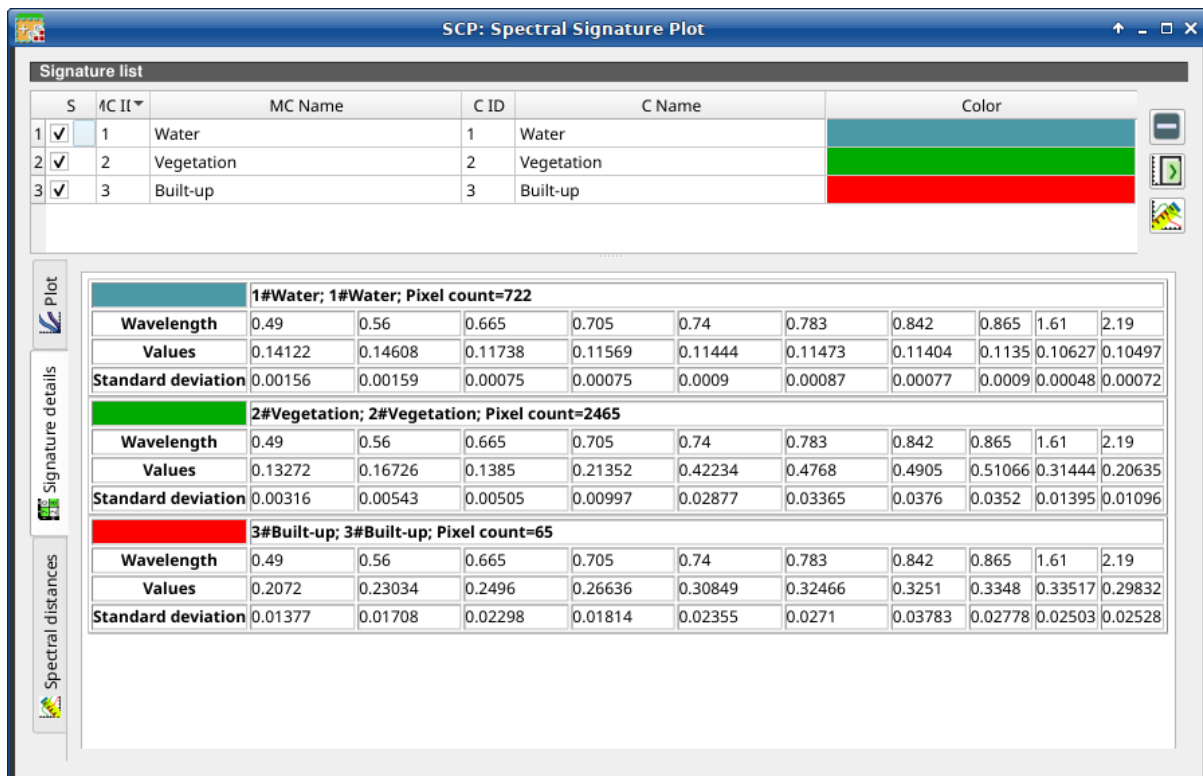 SCP: Spectral Signature Plot
Signature list
S MC ID MC Name C ID C Name Color
1 1 Water 1 Water
2 2 Vegetation 2 Vegetation
3 3 Built-up 3 Built-up
Plot
Signature details
Spectral distances
1#Water; 1#Water; Pixel count=722
Wavelength 0.49 0.56 0.665 0.705 0.74 0.783 0.842 0.865 1.61 2.19
Values 0.14122 0.14608 0.11738 0.11569 0.11444 0.11473 0.11404 0.1135 0.10627 0.10497
Standard deviation 0.00156 0.00159 0.00075 0.00075 0.0009 0.00087 0.00077 0.0009 0.00048 0.00072
2#Vegetation; 2#Vegetation; Pixel count=2465
Wavelength 0.49 0.56 0.665 0.705 0.74 0.783 0.842 0.865 1.61 2.19
Values 0.13272 0.16726 0.1385 0.21352 0.42234 0.4768 0.4905 0.51066 0.31444 0.20635
Standard deviation 0.00316 0.00543 0.00505 0.00997 0.02877 0.03365 0.0376 0.0352 0.01395 0.01096
3#Built-up; 3#Built-up; Pixel count=65
Wavelength 0.49 0.56 0.665 0.705 0.74 0.783 0.842 0.865 1.61 2.19
Values 0.2072 0.23034 0.2496 0.26636 0.30849 0.32466 0.3251 0.3348 0.33517 0.29832
Standard deviation 0.01377 0.01708 0.02298 0.01814 0.02355 0.0271 0.03783 0.02778 0.02503 0.02528